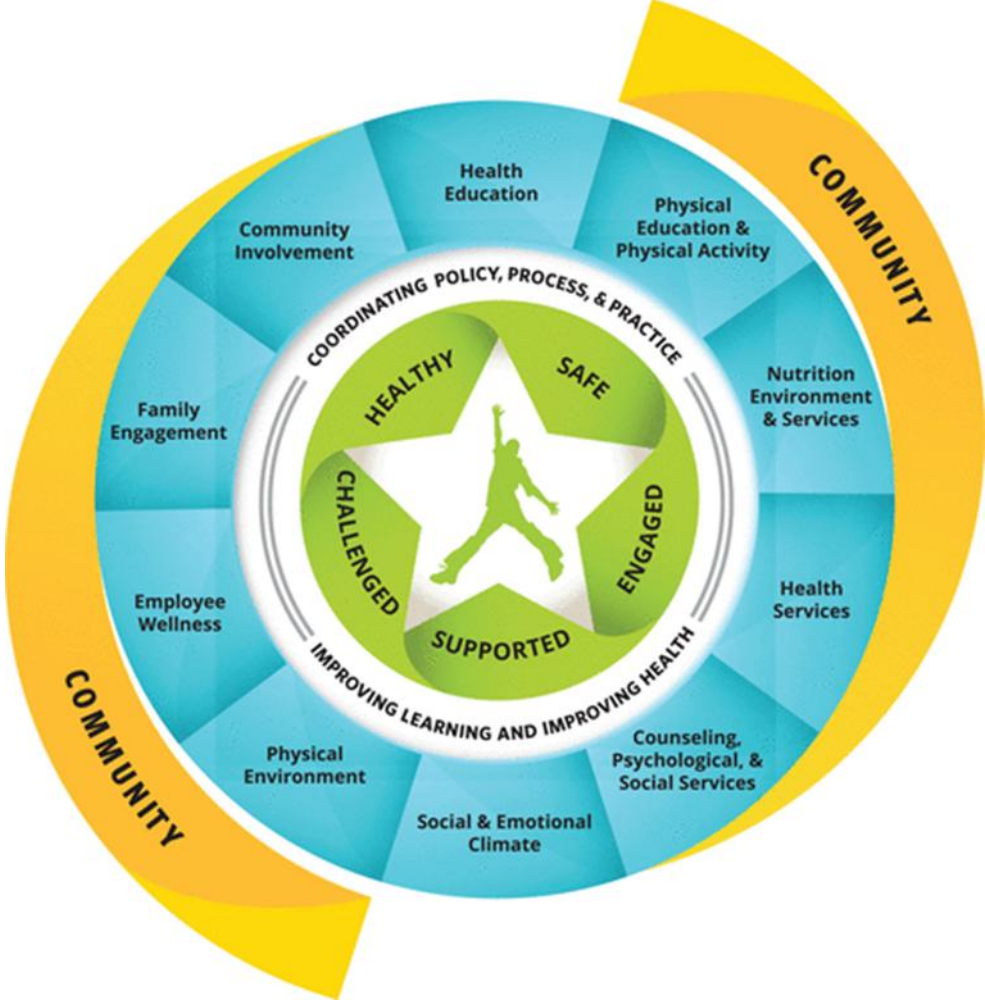 COMMUNITY
Health
Education
Physical
Education &
Physical Activity
Nutrition
Environment
& Services
Health
Services
Counseling,
Psychological, &
Social Services
Social & Emotional
Climate
Physical
Environment
Employee
Wellness
Family
Engagement
Community
Involvement
COORDINATING POLICY, PROCESS, & PRACTICE
IMPROVING LEARNING AND IMPROVING HEALTH
HEALTHY
SAFE
ENGAGED
SUPPORTED
CHALLENGED
COMMUNITY